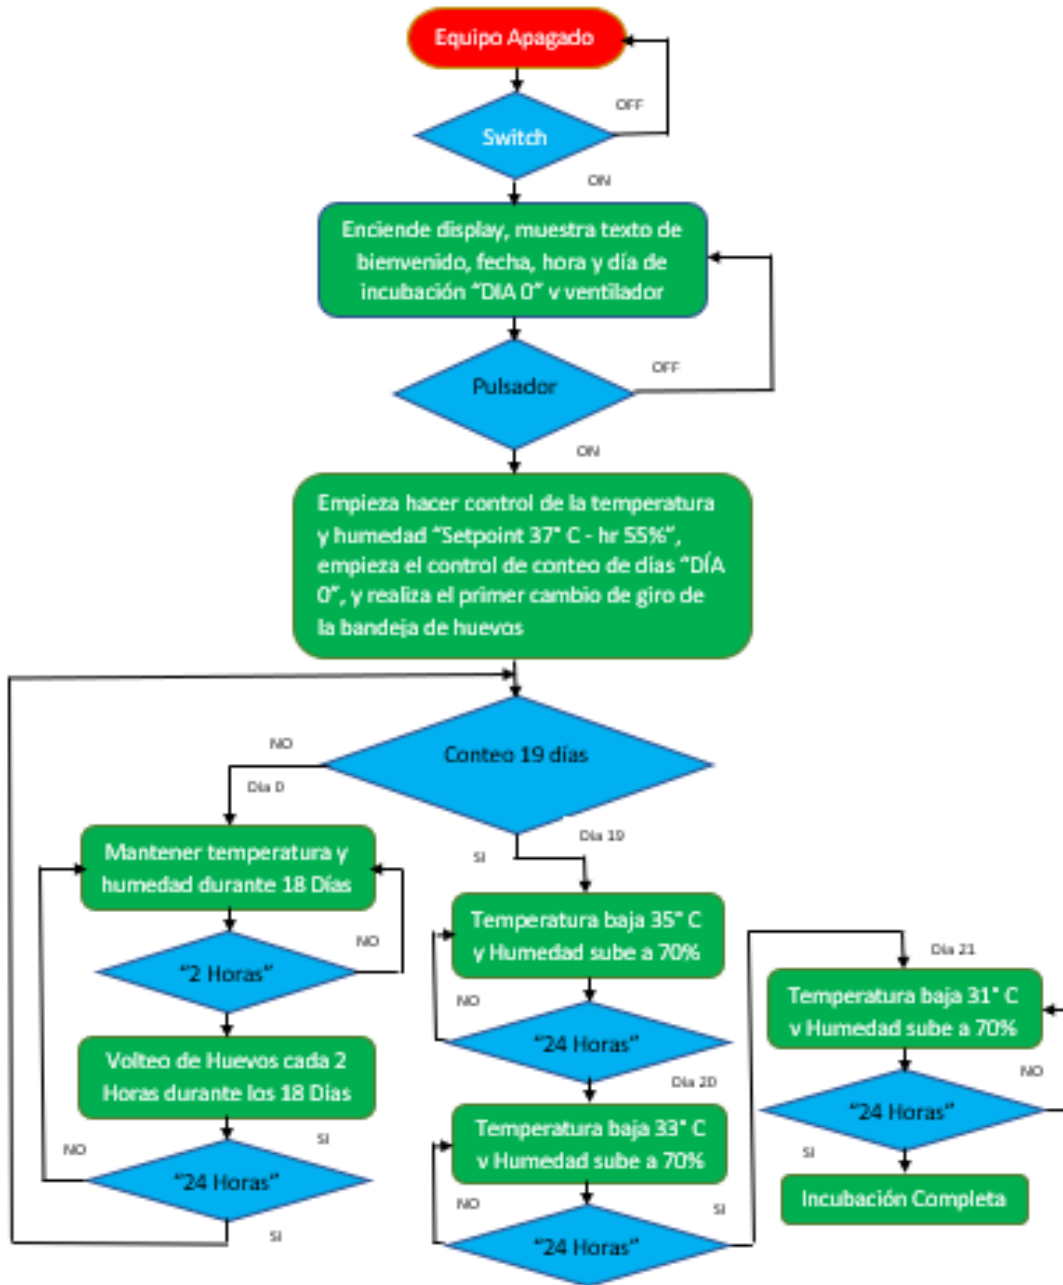 Equipo Apagado
OFF
Switch
ON
Enciende display, muestra texto de
bienvenido, fecha, hora y día de
incubación “DIA 0” v ventilador
Pulsador
OFF
ON
Empieza hacer control de la temperatura
y humedad “Setpoint 37° C - hr 55%”,
empieza el control de conteo de días “DÍA
0”, y realiza el primer cambio de giro de
la bandeja de huevos
Conteo 19 días
NO
Dia 0
Mantener temperatura y
humedad durante 18 Días
“2 Horas”
NO
Volteo de Huevos cada 2
Horas durante los 18 Días
“24 Horas”
NO
SI
SI
SI
Dia 19
Temperatura baja 35° C
y Humedad sube a 70%
NO
“24 Horas”
Dia 20
Temperatura baja 33° C
v Humedad sube a 70%
NO
“24 Horas”
SI
Dia 21
Temperatura baja 31° C
v Humedad sube a 70%
NO
“24 Horas”
SI
Incubación Completa